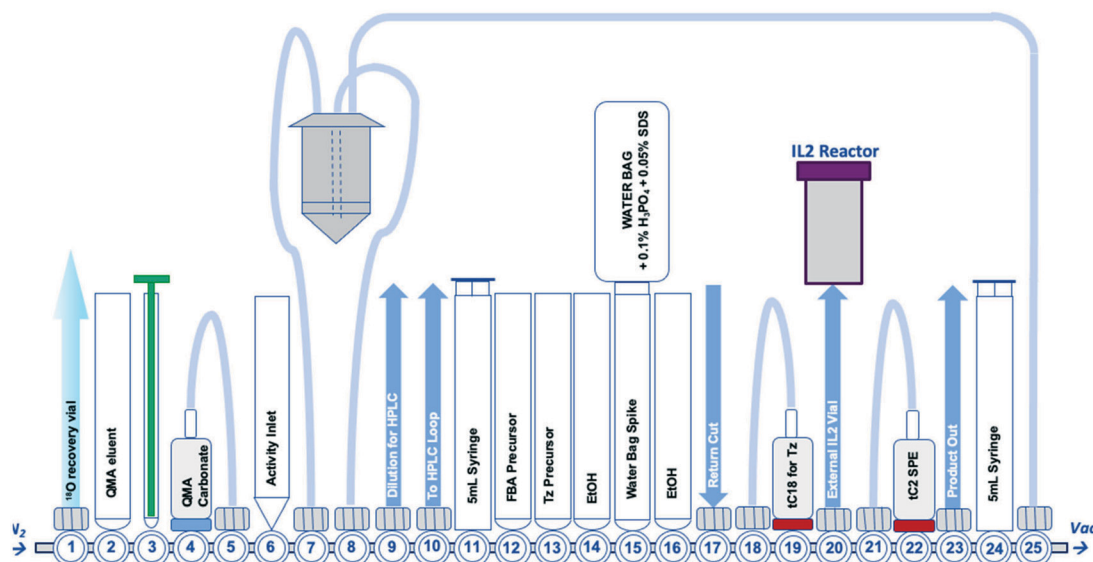 IL2 Reactor
WATER BAG
+ 0.1% H₃PO₄ + 0.05% SDS
¹⁸O recovery vial
QMA eluent
QMA
Carbonate
Activity Inlet
Dilution for HPLC
To HPLC Loop
5mL Syringe
FBA Precursor
Tz Precursor
EtOH
Water Bag Spike
EtOH
Return Cut
tC18 for Tz
External IL2 Vial
tC2 SPE
Product Out
5mL Syringe
N₂
1 2 3 4 5 6 7 8 9 10 11 12 13 14 15 16 17 18 19 20 21 22 23 24 25